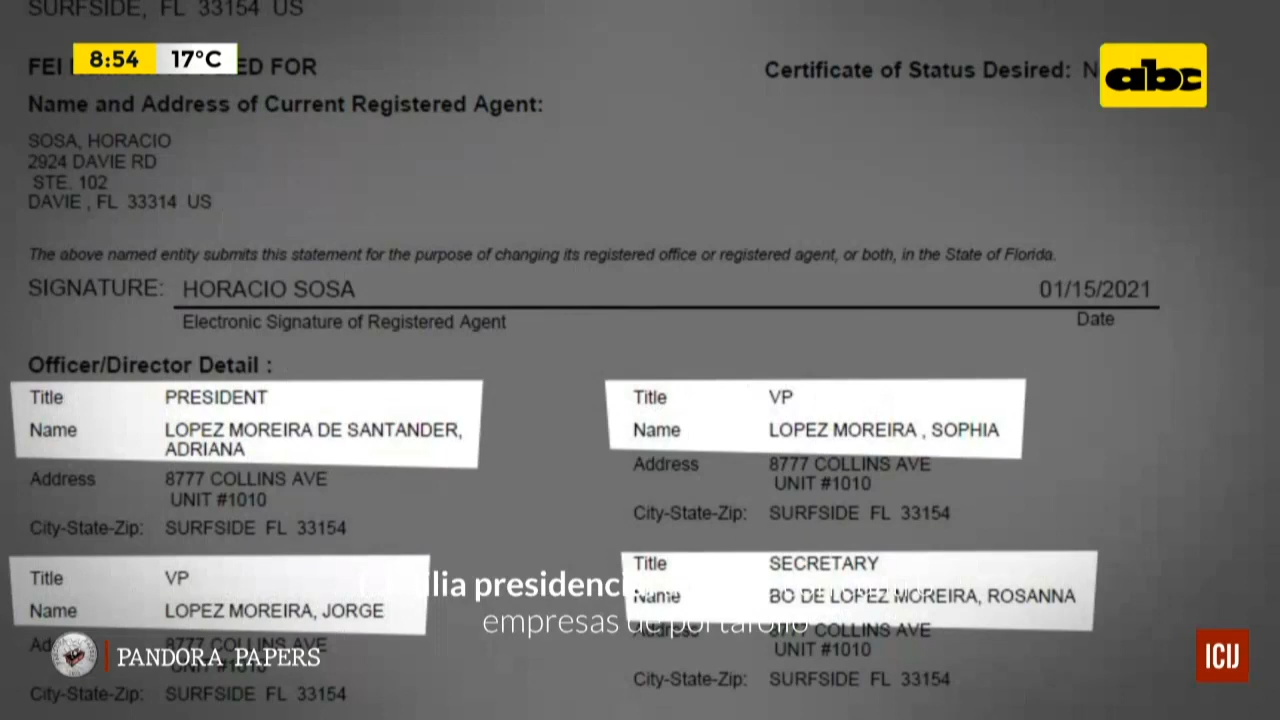 SURFSIDE, FL 33154 US
8:54 17°C
FEI ED FOR
Certificate of Status Desired: N
abc
Name and Address of Current Registered Agent:
SOSA, HORACIO
2924 DAVIE RD
STE. 102
DAVIE , FL 33314 US
The above named entity submits this statement for the purpose of changing its registered office or registered agent, or both, in the State of Florida.
SIGNATURE: HORACIO SOSA 01/15/2021
Electronic Signature of Registered Agent Date
Officer/Director Detail :
Title PRESIDENT
Name LOPEZ MOREIRA DE SANTANDER,
ADRIANA
Address 8777 COLLINS AVE
UNIT #1010
City-State-Zip: SURFSIDE FL 33154
Title VP
Name LOPEZ MOREIRA , SOPHIA
Address 8777 COLLINS AVE
UNIT #1010
City-State-Zip: SURFSIDE FL 33154
Title VP
Name LOPEZ MOREIRA, JORGE
8777 COLLINS AVE
City-State-Zip: SURFSIDE FL 33154
Title SECRETARY
Name BO DE LOPEZ MOREIRA, ROSANNA
Address 8777 COLLINS AVE
UNIT #1010
City-State-Zip: SURFSIDE FL 33154
empresas de portafolio
PANDORA PAPERS
ICIJ